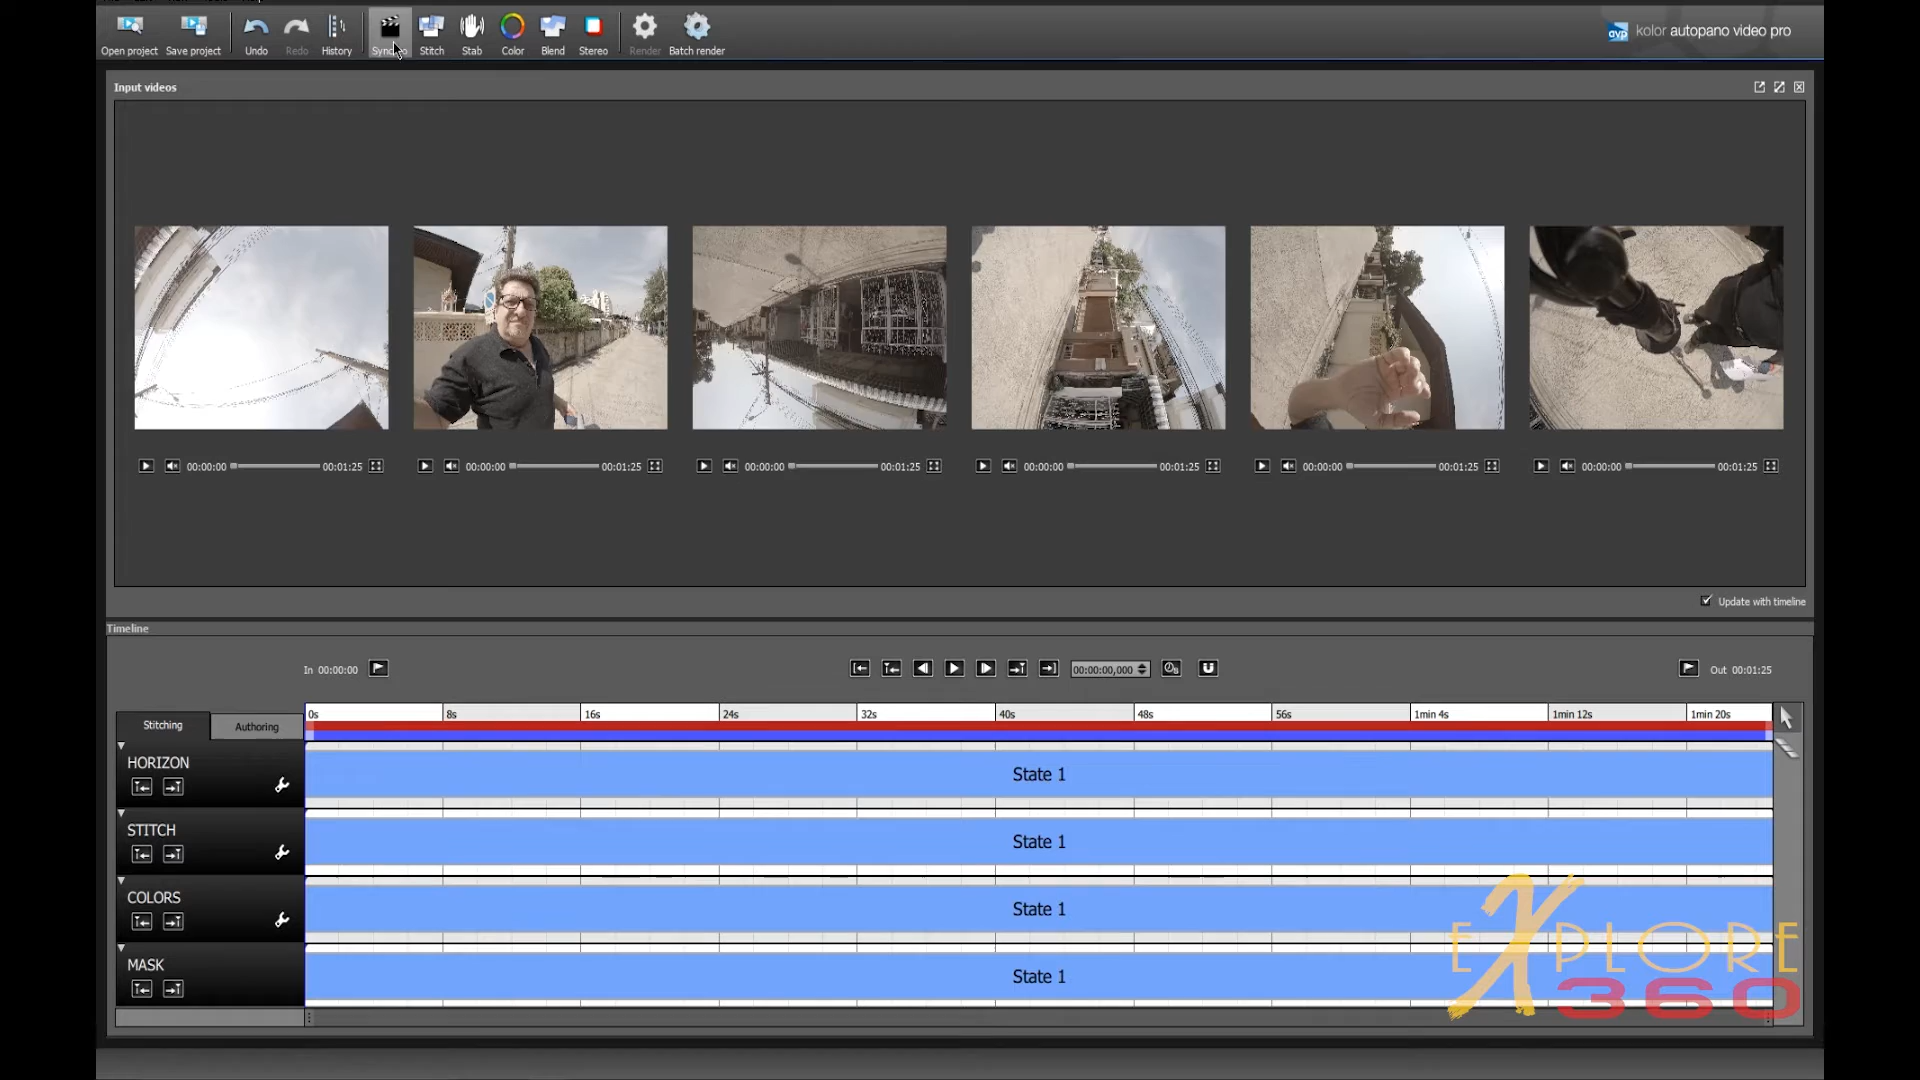 Open project Save project Undo Redo History Stitch Stab Color Blend Stereo Render Batch render
avp kolor autopano video pro
Input videos
00:00:00 00:01:25 00:00:00 00:01:25 00:00:00 00:01:25 00:00:00 00:01:25 00:00:00 00:01:25 00:00:00 00:01:25
Update with timeline
Timeline
In 00:00:00 00:00:00,000 Out 00:01:25
Stitching Authoring 0s 8s 16s 24s 32s 40s 48s 56s 1min 4s 1min 12s 1min 20s
HORIZON State 1
STITCH State 1
COLORS State 1
MASK State 1
EXPLORE
360